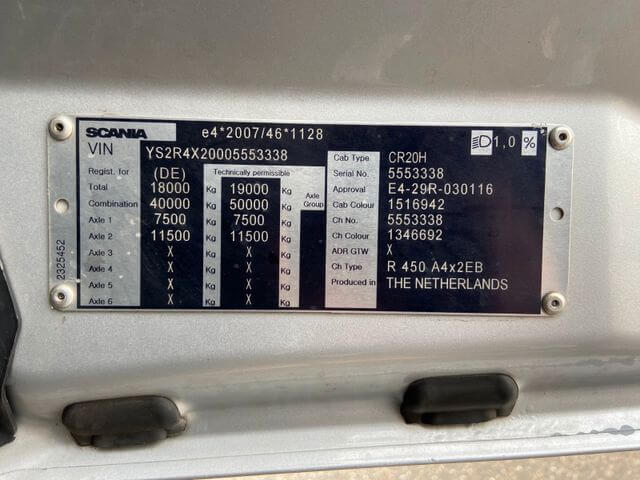 SCANIA e4*2007/46*1128 1,0 %
VIN YS2R4X20005553338
Regist. for (DE) Technically permissible
Total 18000 Kg 19000 Kg Axle Group
Combination 40000 Kg 50000 Kg
Axle 1 7500 Kg 7500 Kg
Axle 2 11500 Kg 11500 Kg
Axle 3 X Kg X Kg
Axle 4 X Kg X Kg
Axle 5 X Kg X Kg
Axle 6 X Kg X Kg
Cab Type CR20H
Serial No. 5553338
Approval E4-29R-030116
Cab Colour 1516942
Ch No. 5553338
Ch Colour 1346692
ADR GTW X
Ch Type R 450 A4x2EB
Produced in THE NETHERLANDS
2325452